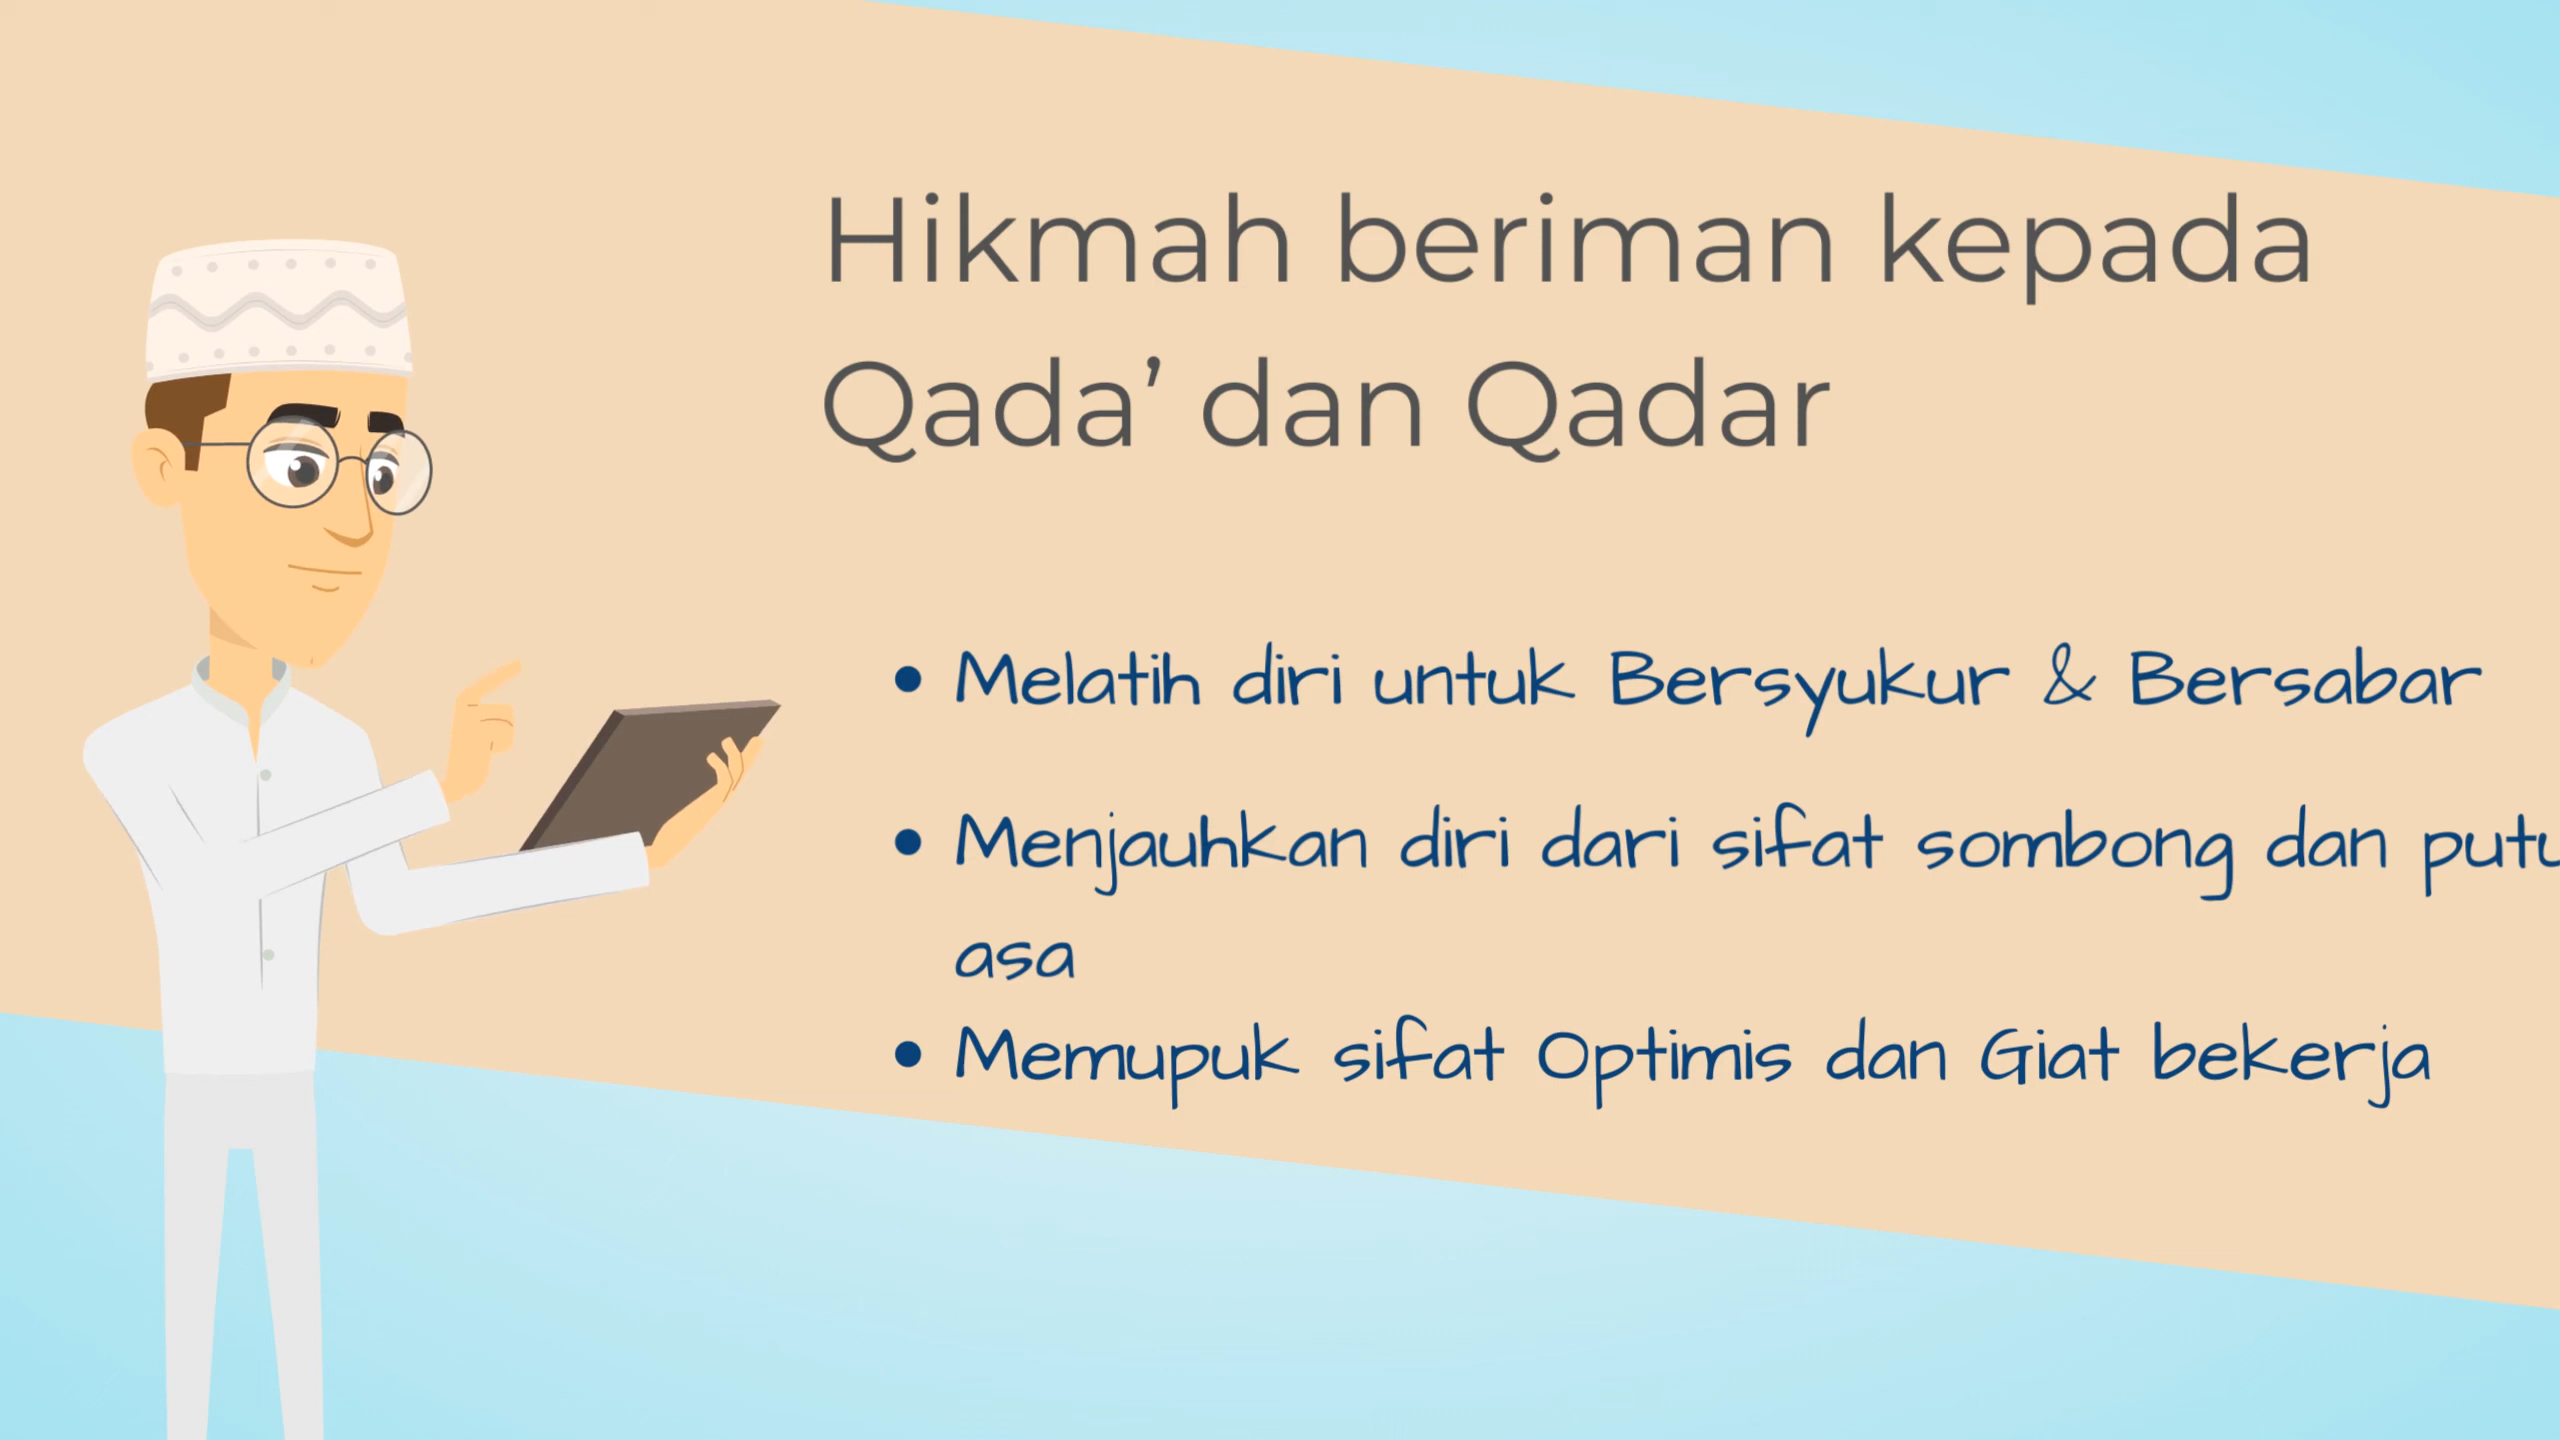 Hikmah beriman kepada
Qada’ dan Qadar
• Melatih diri untuk Bersyukur & Bersabar
• Menjauhkan diri dari sifat sombong dan putu
asa
• Memupuk sifat Optimis dan Giat bekerja